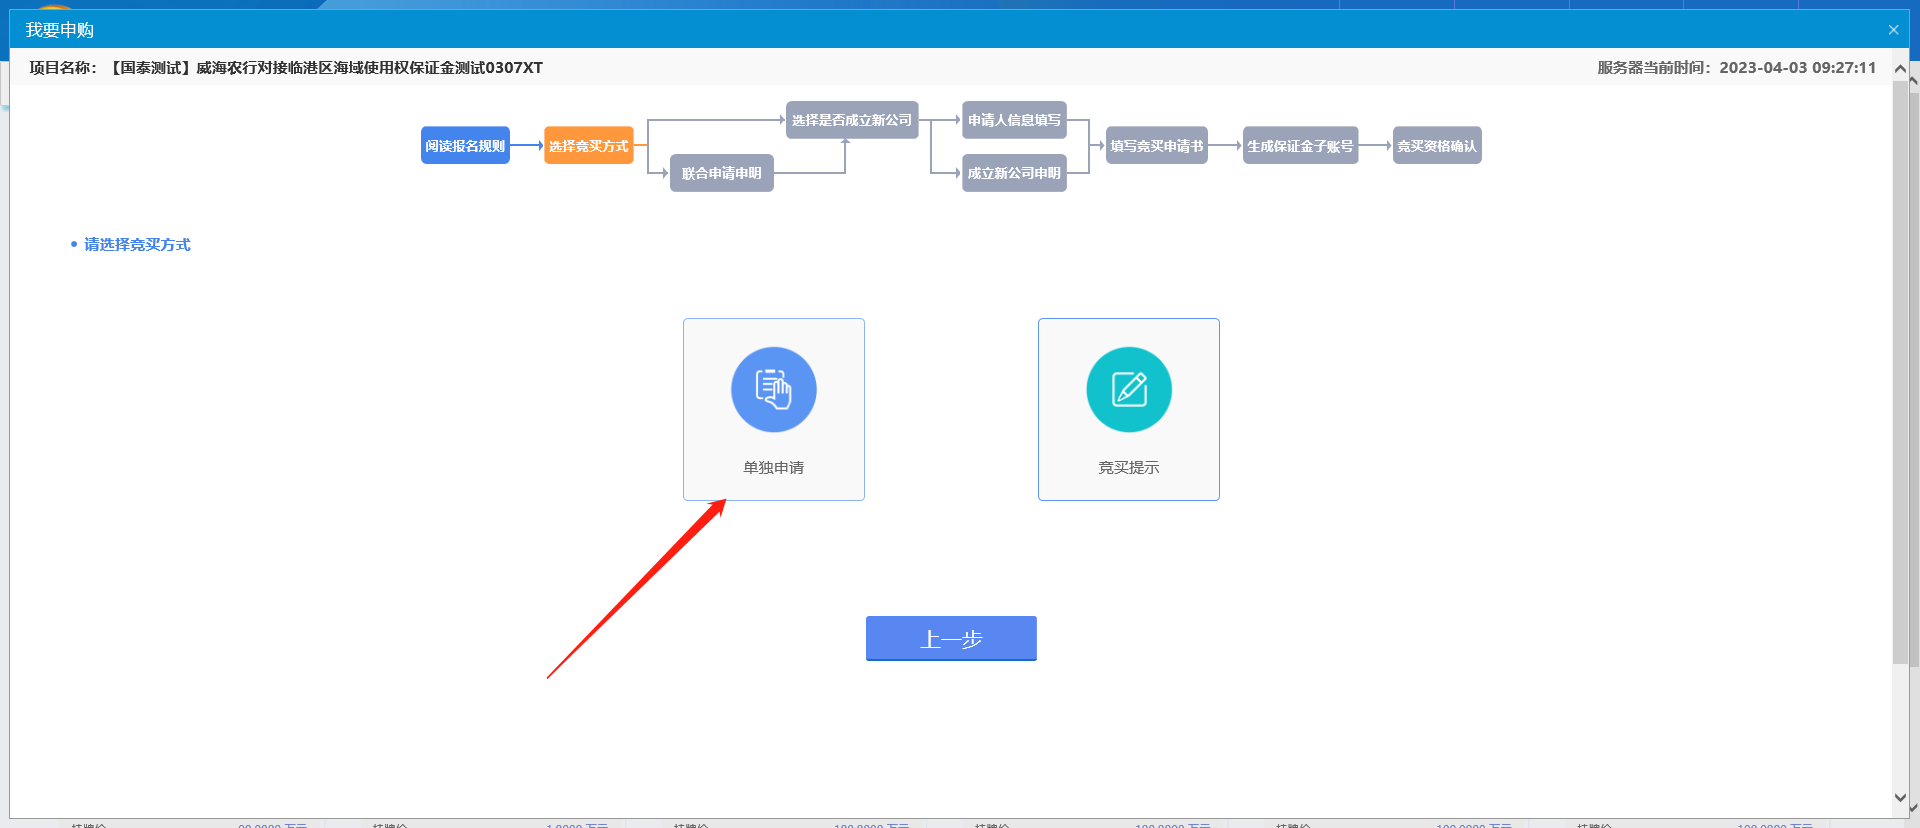 我要申购
项目名称：【国泰测试】威海农行对接临港区海域使用权保证金测试0307XT
服务器当前时间：2023-04-03 09:27:11
阅读报名规则
选择竞买方式
选择是否成立新公司
联合申请申明
申请人信息填写
成立新公司申明
填写竞买申请书
生成保证金子账号
竞买资格确认
请选择竞买方式
单独申请
竞买提示
上一步